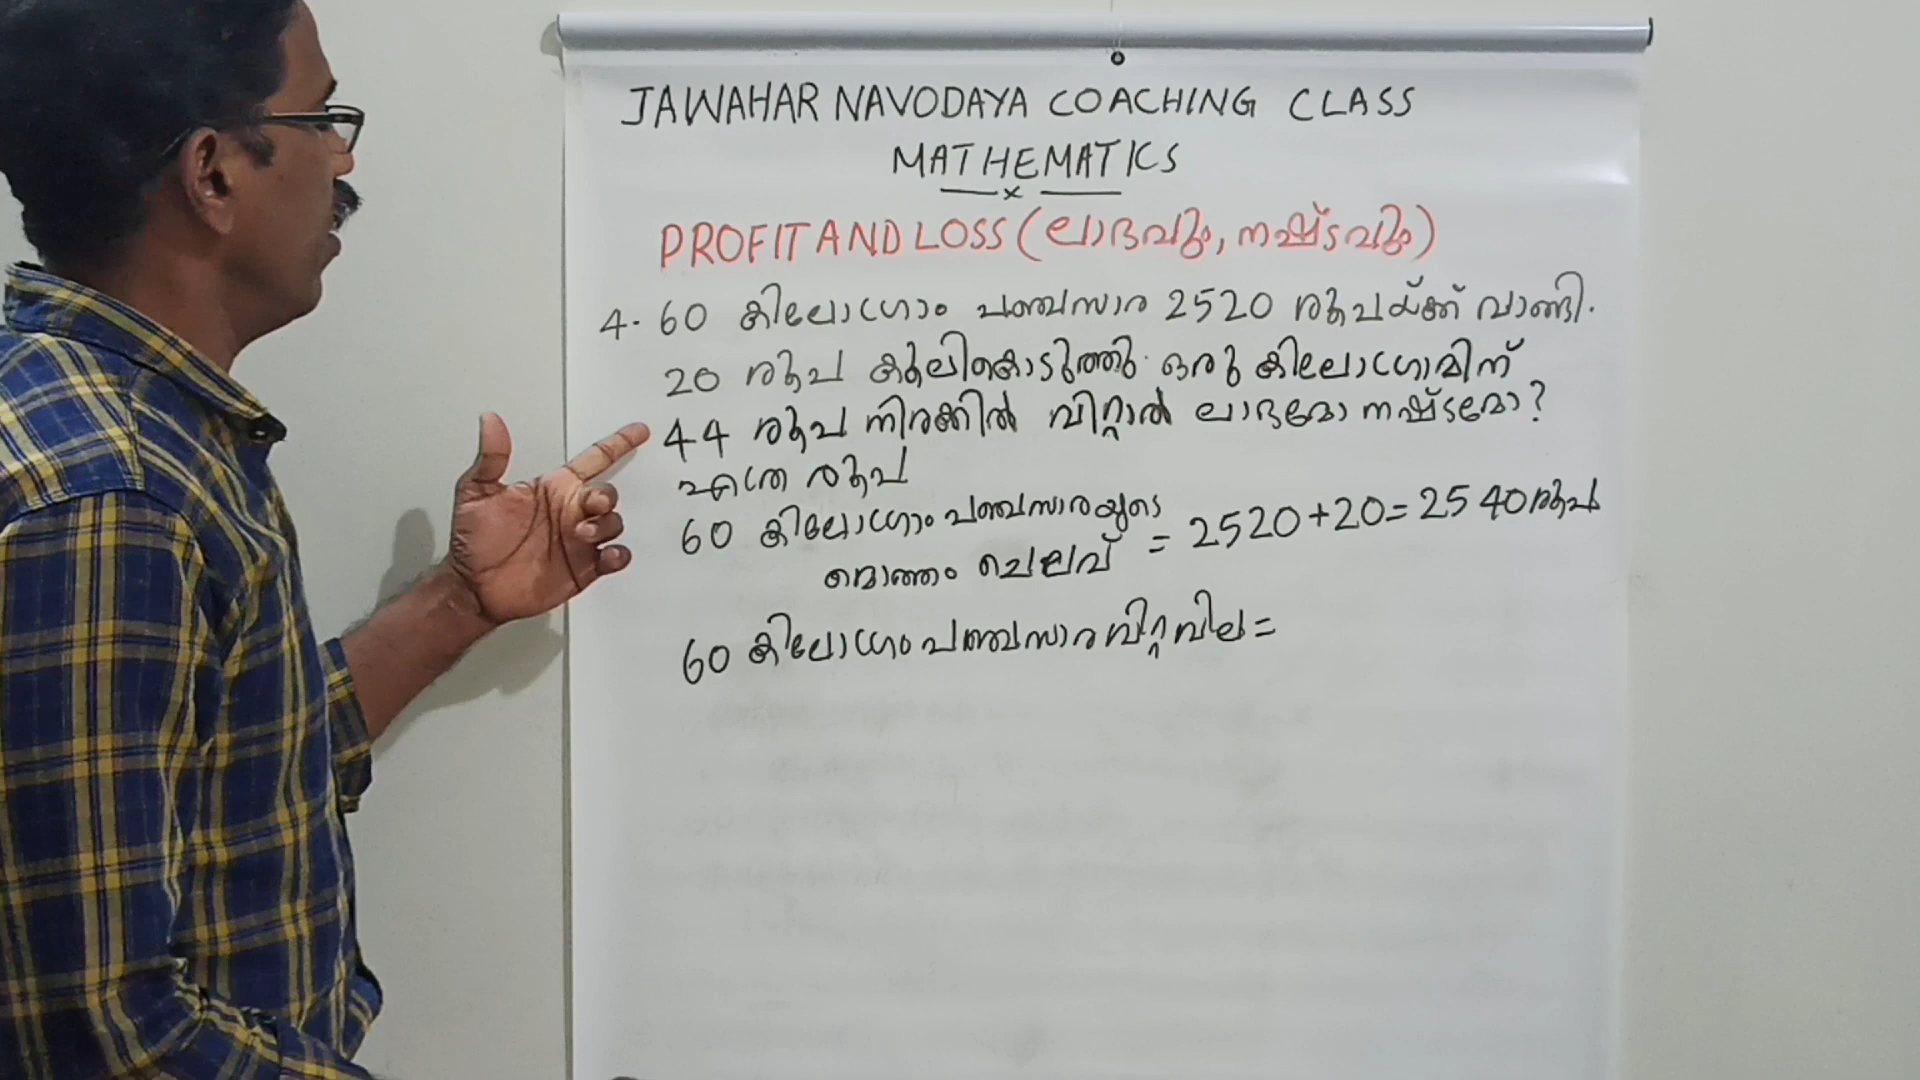 JAWAHAR NAVODAYA COACHING CLASS
MATHEMATICS
PROFIT AND LOSS (ലാഭവും, നഷ്ടവും)
4. 60 കിലോഗ്രാം പഞ്ചസാര 2520 രൂപയ്ക്ക് വാങ്ങി.
20 രൂപ കൂലികൊടുത്തു. ഒരു കിലോഗ്രാമിന്
44 രൂപ നിരക്കിൽ വിറ്റാൽ ലാഭമോ നഷ്ടമോ?
എത്ര രൂപ
60 കിലോഗ്രാം പഞ്ചസാരയുടെ
മൊത്തം ചെലവ് = 2520+20=2540 രൂപ
60 കിലോഗ്രാം പഞ്ചസാര വിറ്റ വില =